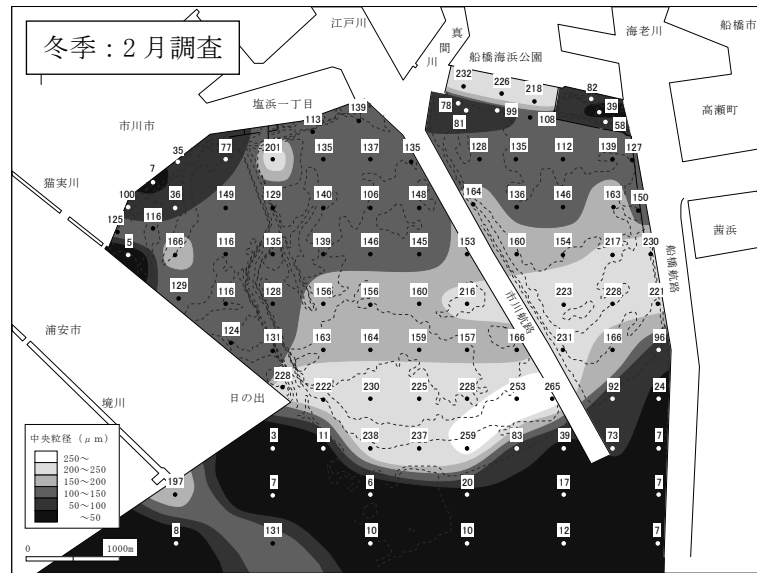 冬季：2月調査
江戸川
真間川
海老川
船橋市
船橋海浜公園
高瀬町
塩浜一丁目
市川市
猫実川
茜浜
船橋航路
市川航路
浦安市
境川
日の出
232 226 218 82
78 99 39
81 108 58
139
113
35 77 201 135 137 135 128 135 112 139 127
7
100 36 149 129 140 106 148 164 136 146 163 150
125 116
5 166 116 135 139 146 145 153 160 154 217 230
129 116 128 156 156 160 216 223 228 221
124 131 163 164 159 157 166 231 166 96
228 222 230 225 228 253 265 92 24
3 11 238 237 259 83 39 73 7
197 7 6 20 17 7
8 131 10 10 12 7
中央粒径（μm）
250～
200～250
150～200
100～150
50～100
～50
0 1000m